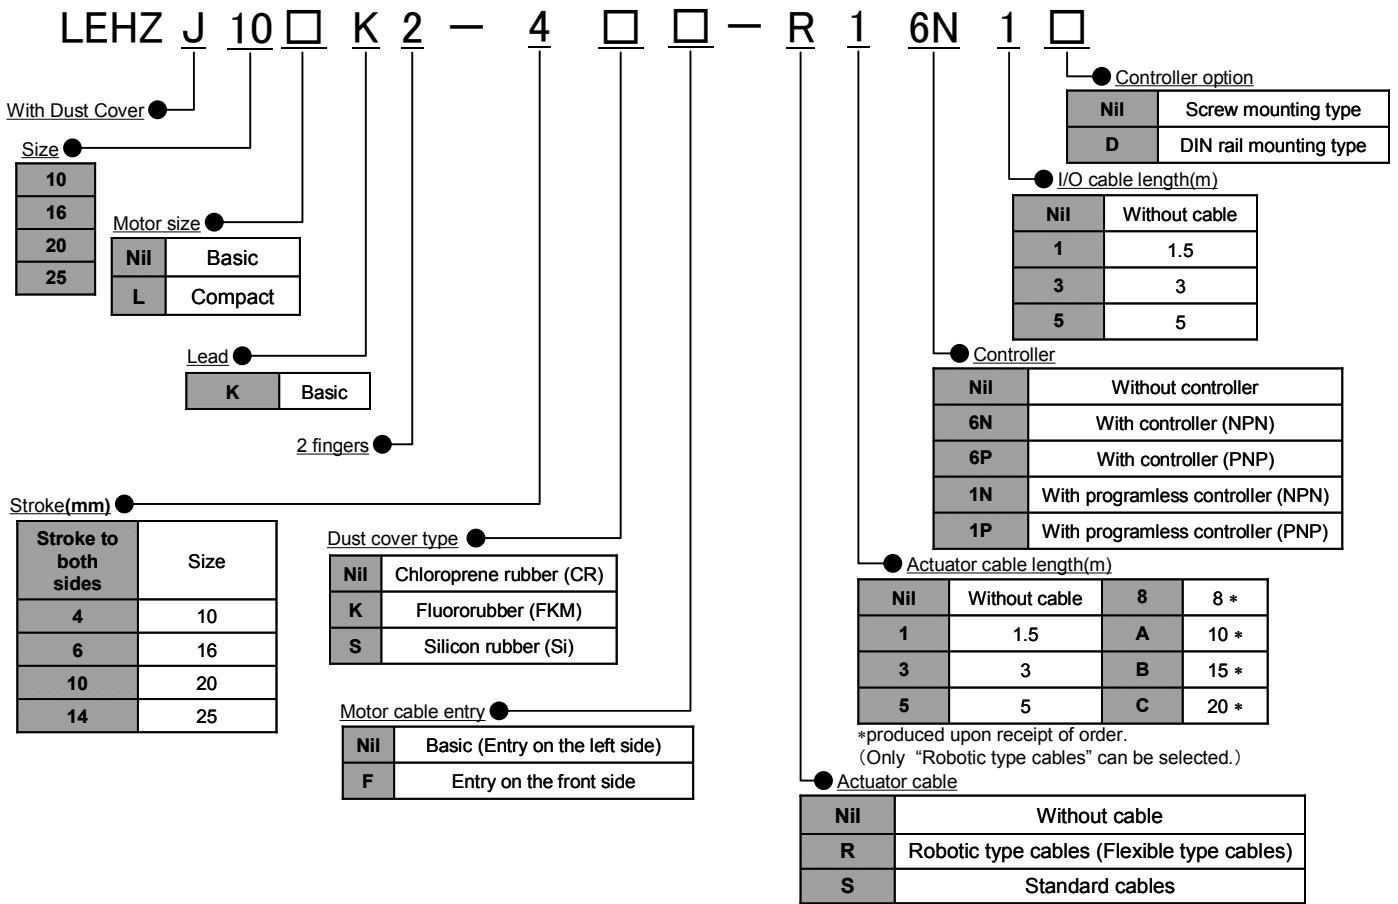 LEHZ J 10 □ K 2 － 4 □ □ － R 1 6N 1 □
With Dust Cover
Size
10
16
20
25
Motor size
Nil Basic
L Compact
Lead
K Basic
2 fingers
Stroke(mm)
Stroke to both sides Size
4 10
6 16
10 20
14 25
Dust cover type
Nil Chloroprene rubber (CR)
K Fluororubber (FKM)
S Silicon rubber (Si)
Motor cable entry
Nil Basic (Entry on the left side)
F Entry on the front side
Controller option
Nil Screw mounting type
D DIN rail mounting type
I/O cable length(m)
Nil Without cable
1 1.5
3 3
5 5
Controller
Nil Without controller
6N With controller (NPN)
6P With controller (PNP)
1N With programless controller (NPN)
1P With programless controller (PNP)
Actuator cable length(m)
Nil Without cable 8 8 *
1 1.5 A 10 *
3 3 B 15 *
5 5 C 20 *
*produced upon receipt of order.
（Only “Robotic type cables” can be selected.）
Actuator cable
Nil Without cable
R Robotic type cables (Flexible type cables)
S Standard cables